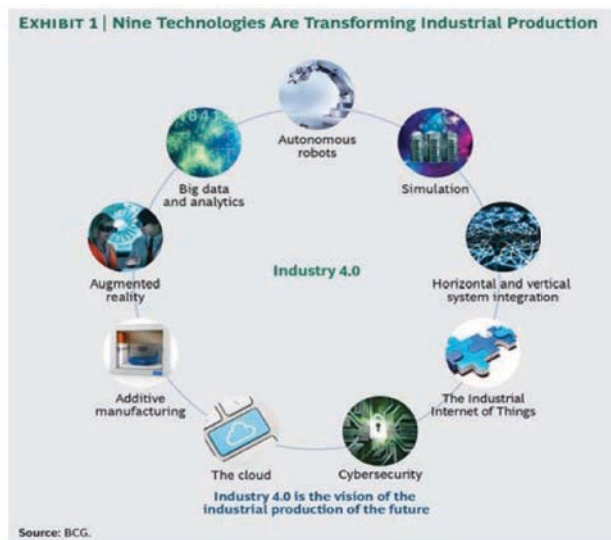 EXHIBIT 1 | Nine Technologies Are Transforming Industrial Production
Autonomous
robots
Big data
and analytics
Simulation
Augmented
reality
Industry 4.0
Horizontal and vertical
system integration
Additive
manufacturing
The Industrial
Internet of Things
The cloud
Cybersecurity
Industry 4.0 is the vision of the
industrial production of the future
Source: BCG.